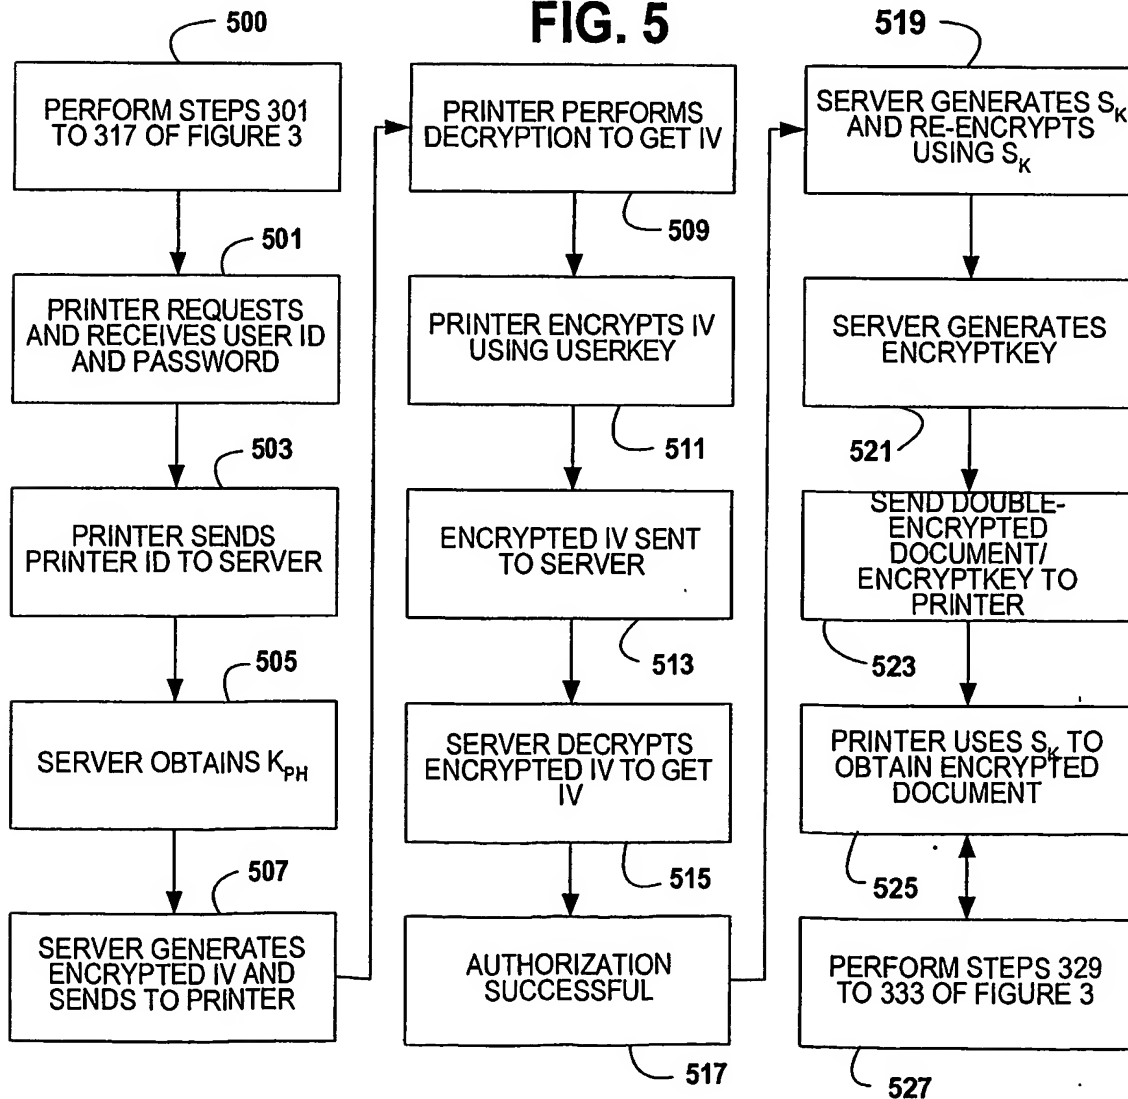 FIG. 5
500
PERFORM STEPS 301
TO 317 OF FIGURE 3
501
PRINTER REQUESTS
AND RECEIVES USER ID
AND PASSWORD
503
PRINTER SENDS
PRINTER ID TO SERVER
505
SERVER OBTAINS K_PH
507
SERVER GENERATES
ENCRYPTED IV AND
SENDS TO PRINTER
PRINTER PERFORMS
DECRYPTION TO GET IV
509
PRINTER ENCRYPTS IV
USING USERKEY
511
ENCRYPTED IV SENT
TO SERVER
513
SERVER DECRYPTS
ENCRYPTED IV TO GET
IV
515
AUTHORIZATION
SUCCESSFUL
517
519
SERVER GENERATES S_K
AND RE-ENCRYPTS
USING S_K
SERVER GENERATES
ENCRYPTKEY
521
SEND DOUBLE-
ENCRYPTED
DOCUMENT/
ENCRYPTKEY TO
PRINTER
523
PRINTER USES S_K TO
OBTAIN ENCRYPTED
DOCUMENT
525
PERFORM STEPS 329
TO 333 OF FIGURE 3
527